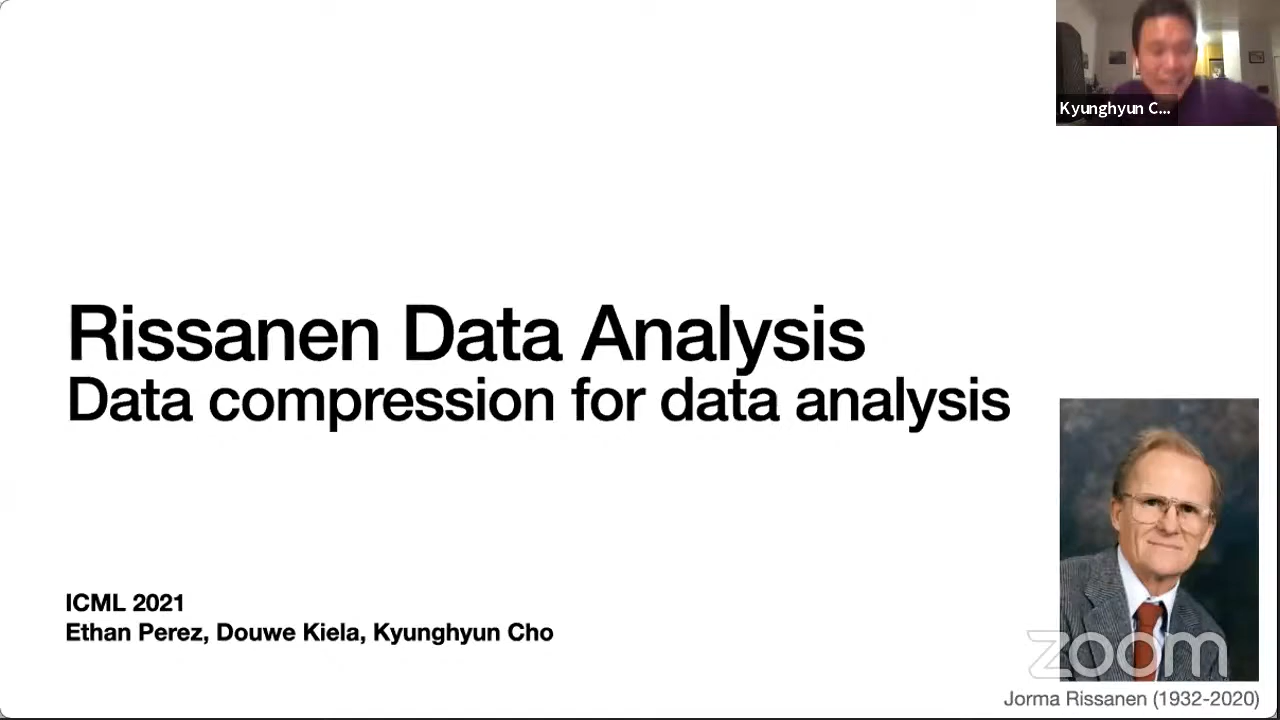 Kyunghyun C...
Rissanen Data Analysis
Data compression for data analysis
ICML 2021
Ethan Perez, Douwe Kiela, Kyunghyun Cho
zoom
Jorma Rissanen (1932-2020)